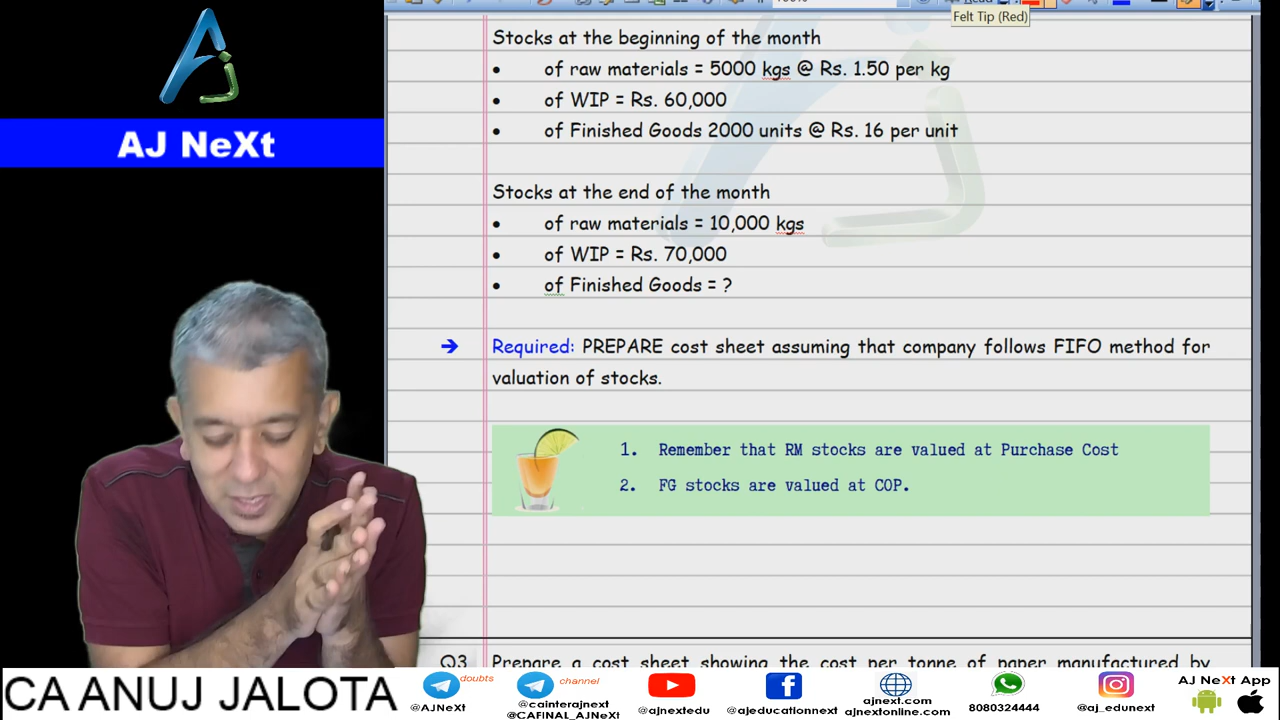 Felt Tip (Red)
Stocks at the beginning of the month
• of raw materials = 5000 kgs @ Rs. 1.50 per kg
• of WIP = Rs. 60,000
• of Finished Goods 2000 units @ Rs. 16 per unit
Stocks at the end of the month
• of raw materials = 10,000 kgs
• of WIP = Rs. 70,000
• of Finished Goods = ?
→ Required: PREPARE cost sheet assuming that company follows FIFO method for
valuation of stocks.
1. Remember that RM stocks are valued at Purchase Cost
2. FG stocks are valued at COP.
Q3 Prepare a cost sheet showing the cost per tonne of paper manufactured by
AJ NeXt
CA ANUJ JALOTA
doubts
@AJNeXt
channel
@cainterajnext
@CAFINAL_AJNeXt
@ajnextedu
@ajeducationnext
ajnext.com
ajnextonline.com
8080324444
@aj_edunext
AJ NeXt App